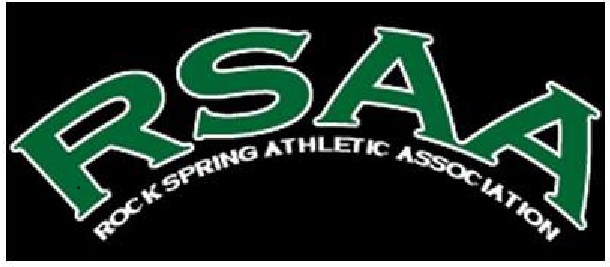 RSAA
ROCK SPRING ATHLETIC ASSOCIATION